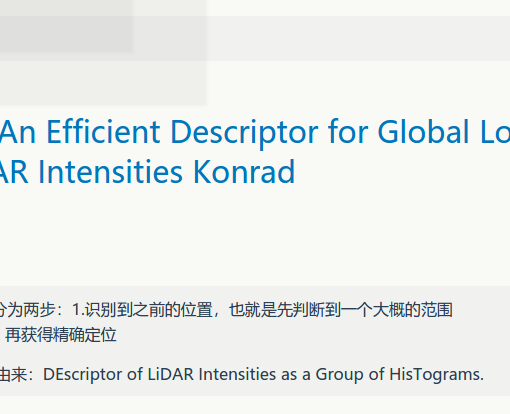 An Efficient Descriptor for Global Lo
AR Intensities Konrad
分为两步：1.识别到之前的位置，也就是先判断到一个大概的范围
再获得精确定位
由来：DEscriptor of LiDAR Intensities as a Group of HisTograms.